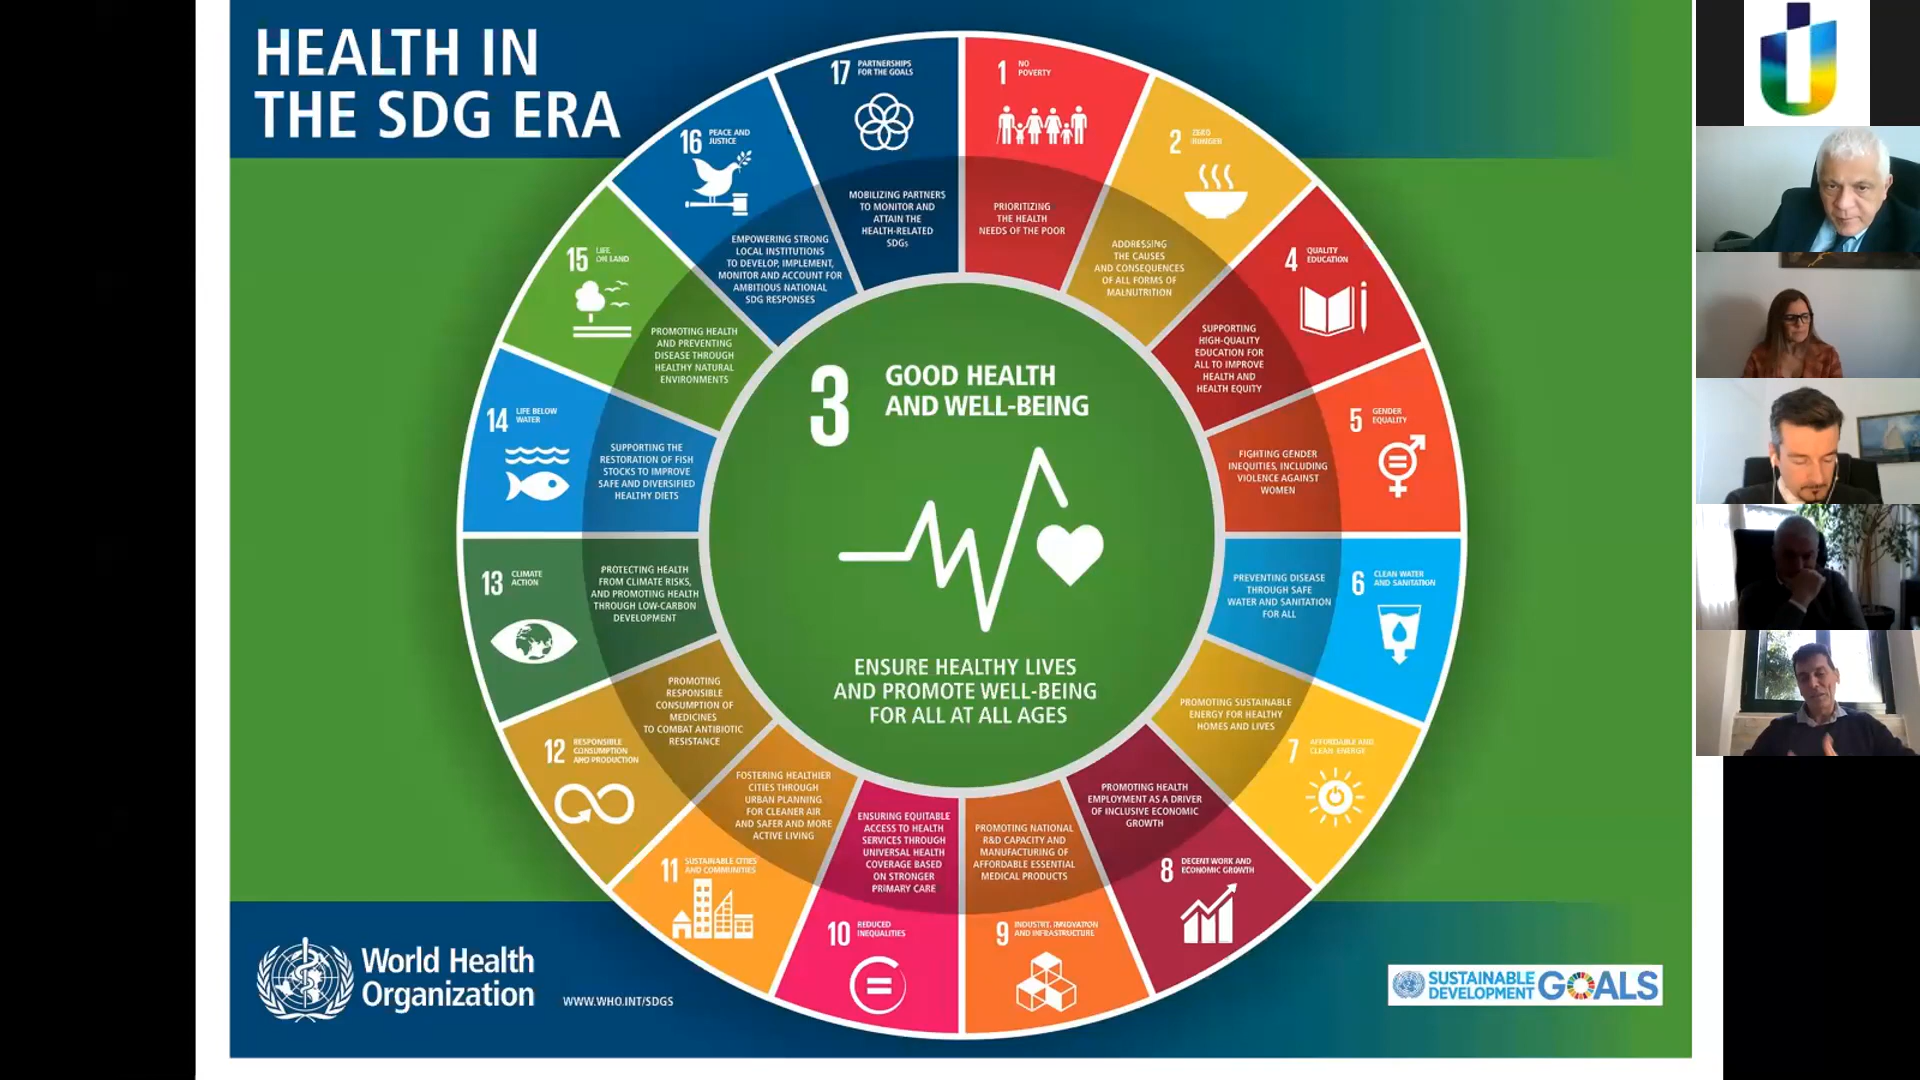 HEALTH IN
THE SDG ERA
17 PARTNERSHIPS
FOR THE GOALS
MOBILIZING PARTNERS
TO MONITOR AND
ATTAIN THE
HEALTH-RELATED
SDGs
1 NO
POVERTY
PRIORITIZING
THE HEALTH
NEEDS OF THE POOR
2 ZERO
HUNGER
ADDRESSING
THE CAUSES
AND CONSEQUENCES
OF ALL FORMS OF
MALNUTRITION
4 QUALITY
EDUCATION
SUPPORTING
HIGH-QUALITY
EDUCATION FOR
ALL TO IMPROVE
HEALTH AND
HEALTH EQUITY
5 GENDER
EQUALITY
FIGHTING GENDER
INEQUITIES, INCLUDING
VIOLENCE AGAINST
WOMEN
6 CLEAN WATER
AND SANITATION
PREVENTING DISEASE
THROUGH SAFE
WATER AND SANITATION
FOR ALL
7 AFFORDABLE AND
CLEAN ENERGY
PROMOTING SUSTAINABLE
ENERGY FOR HEALTHY
HOMES AND LIVES
8 DECENT WORK AND
ECONOMIC GROWTH
PROMOTING HEALTH
EMPLOYMENT AS A DRIVER
OF INCLUSIVE ECONOMIC
GROWTH
9 INDUSTRY, INNOVATION
AND INFRASTRUCTURE
PROMOTING NATIONAL
R&D CAPACITY AND
MANUFACTURING OF
AFFORDABLE ESSENTIAL
MEDICAL PRODUCTS
10 REDUCED
INEQUALITIES
ENSURING EQUITABLE
ACCESS TO HEALTH
SERVICES THROUGH
UNIVERSAL HEALTH
COVERAGE BASED
ON STRONGER
PRIMARY CARE
11 SUSTAINABLE CITIES
AND COMMUNITIES
FOSTERING HEALTHIER
CITIES THROUGH
URBAN PLANNING
FOR CLEANER AIR
AND SAFER AND MORE
ACTIVE LIVING
12 RESPONSIBLE
CONSUMPTION
AND PRODUCTION
PROMOTING
RESPONSIBLE
CONSUMPTION OF
MEDICINES
TO COMBAT ANTIBIOTIC
RESISTANCE
13 CLIMATE
ACTION
PROTECTING HEALTH
FROM CLIMATE RISKS,
AND PROMOTING HEALTH
THROUGH LOW-CARBON
DEVELOPMENT
14 LIFE BELOW
WATER
SUPPORTING THE
RESTORATION OF FISH
STOCKS TO IMPROVE
SAFE AND DIVERSIFIED
HEALTHY DIETS
15 LIFE
ON LAND
PROMOTING HEALTH
AND PREVENTING
DISEASE THROUGH
HEALTHY NATURAL
ENVIRONMENTS
16 PEACE AND
JUSTICE
EMPOWERING STRONG
LOCAL INSTITUTIONS
TO DEVELOP, IMPLEMENT,
MONITOR AND ACCOUNT FOR
AMBITIOUS NATIONAL
SDG RESPONSES
3 GOOD HEALTH
AND WELL-BEING
ENSURE HEALTHY LIVES
AND PROMOTE WELL-BEING
FOR ALL AT ALL AGES
World Health
Organization
WWW.WHO.INT/SDGS
SUSTAINABLE
DEVELOPMENT
GOALS